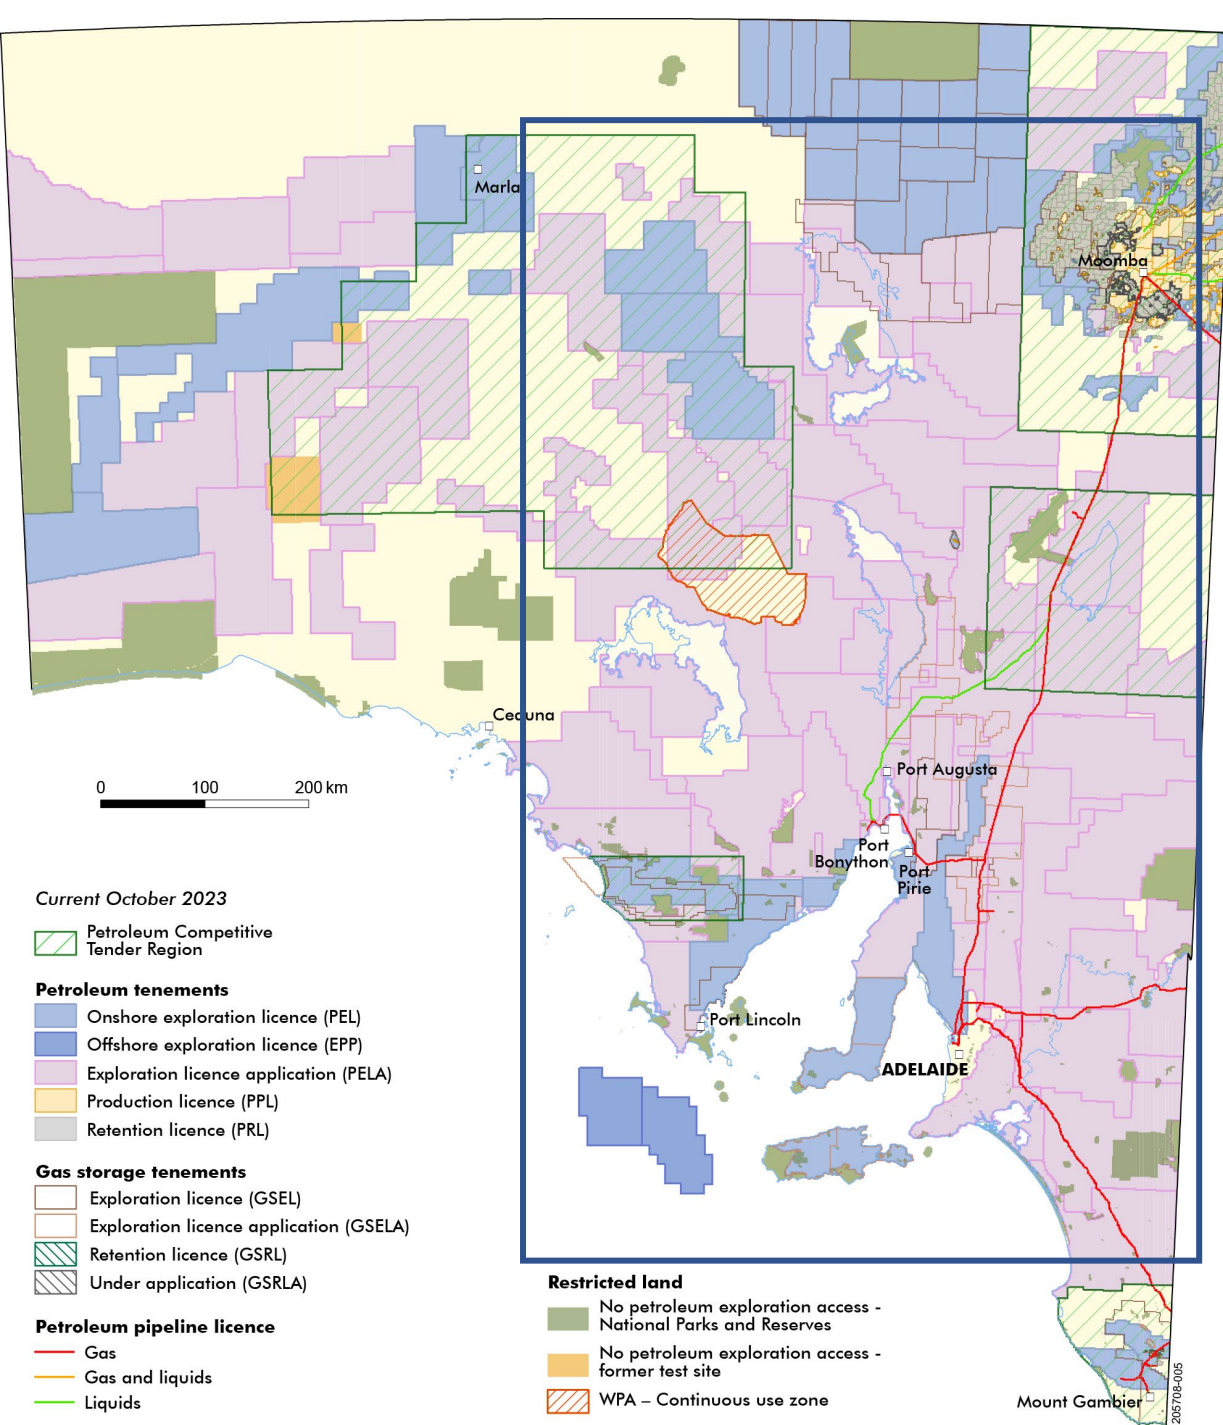 Marla
Moomba
Ceduna
0 100 200 km
Port Augusta
Port
Bonython
Port
Pirie
Port Lincoln
ADELAIDE
Current October 2023
Petroleum Competitive
Tender Region
Petroleum tenements
Onshore exploration licence (PEL)
Offshore exploration licence (EPP)
Exploration licence application (PELA)
Production licence (PPL)
Retention licence (PRL)
Gas storage tenements
Exploration licence (GSEL)
Exploration licence application (GSELA)
Retention licence (GSRL)
Under application (GSRLA)
Petroleum pipeline licence
Gas
Gas and liquids
Liquids
Restricted land
No petroleum exploration access -
National Parks and Reserves
No petroleum exploration access -
former test site
WPA – Continuous use zone
Mount Gambier
205708-005